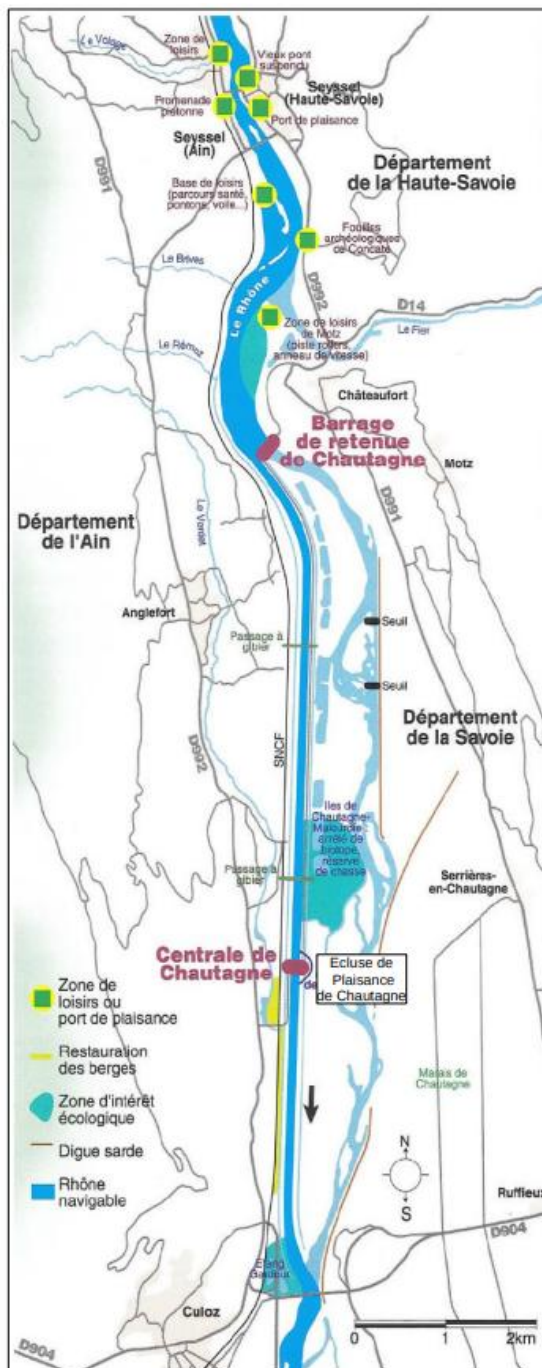 Zone de
loisirs
Le Volage
Vieux pont
suspendu
Seyssel
(Haute-Savoie)
Promenade
piétonne
Port de plaisance
Seyssel
(Ain)
D991
Département
de la Haute-Savoie
Base de loisirs
(parcours santé,
pontons, voile...)
Fouilles
archéologiques
de Concate
Le Brives
D992
D14
Le Rhône
Zone de loisirs
de Motz
(piste rollers,
anneau de vitesse)
Le Fier
Le Rémoz
Châteaufort
Barrage
de retenue
de Chautagne
Motz
D991
Département
de l'Ain
Anglefort
Passage à
gibier
Seuil
Seuil
SNCF
Département
de la Savoie
D992
Iles de
Chautagne-
Malourdie :
arrêté de
biotope,
réserve
de chasse
Passage à
gibier
Serrières-
en-Chautagne
Centrale de
Chautagne
de
Ecluse de
Plaisance
de Chautagne
Zone de
loisirs ou
port de plaisance
Restauration
des berges
Marais de
Chautagne
Zone d'intérêt
écologique
Digue sarde
N
S
Rhône
navigable
Ruffieux
D904
Etang
Culoz
D904
0 1 2km